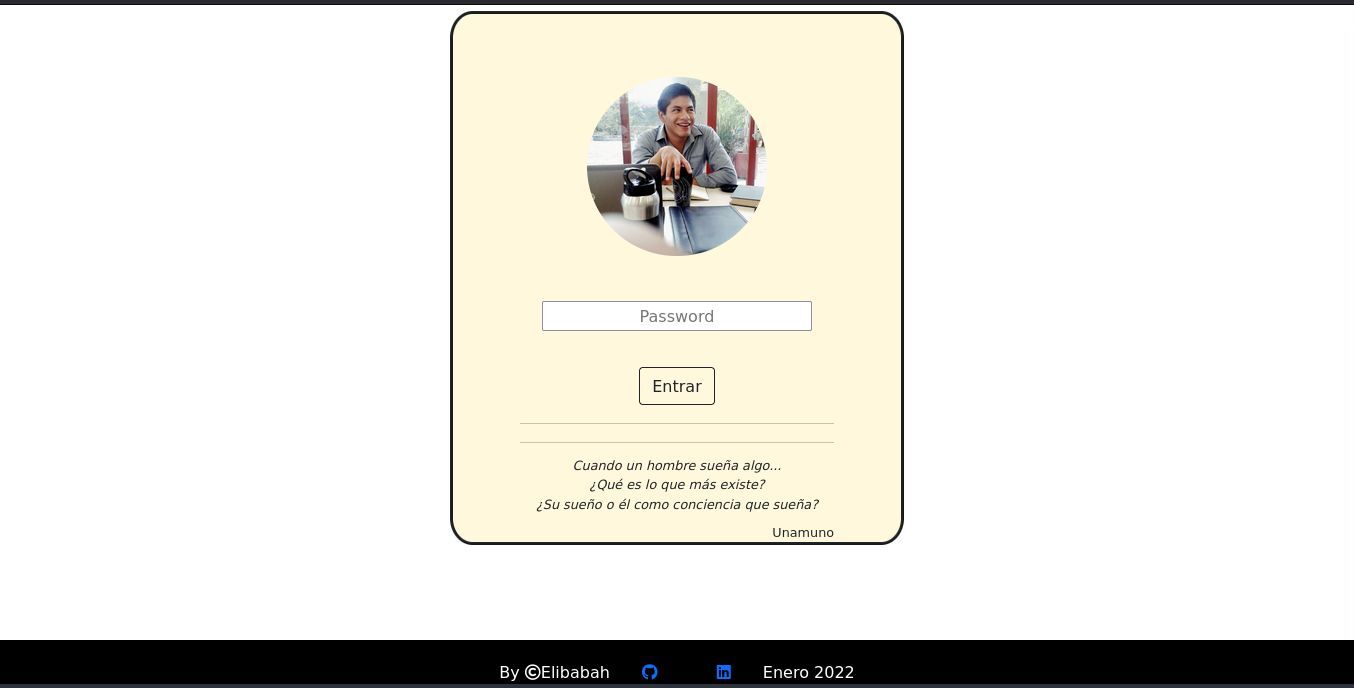 Password
Entrar
Cuando un hombre sueña algo...
¿Qué es lo que más existe?
¿Su sueño o él como conciencia que sueña?
Unamuno
By ©Elibabah Enero 2022